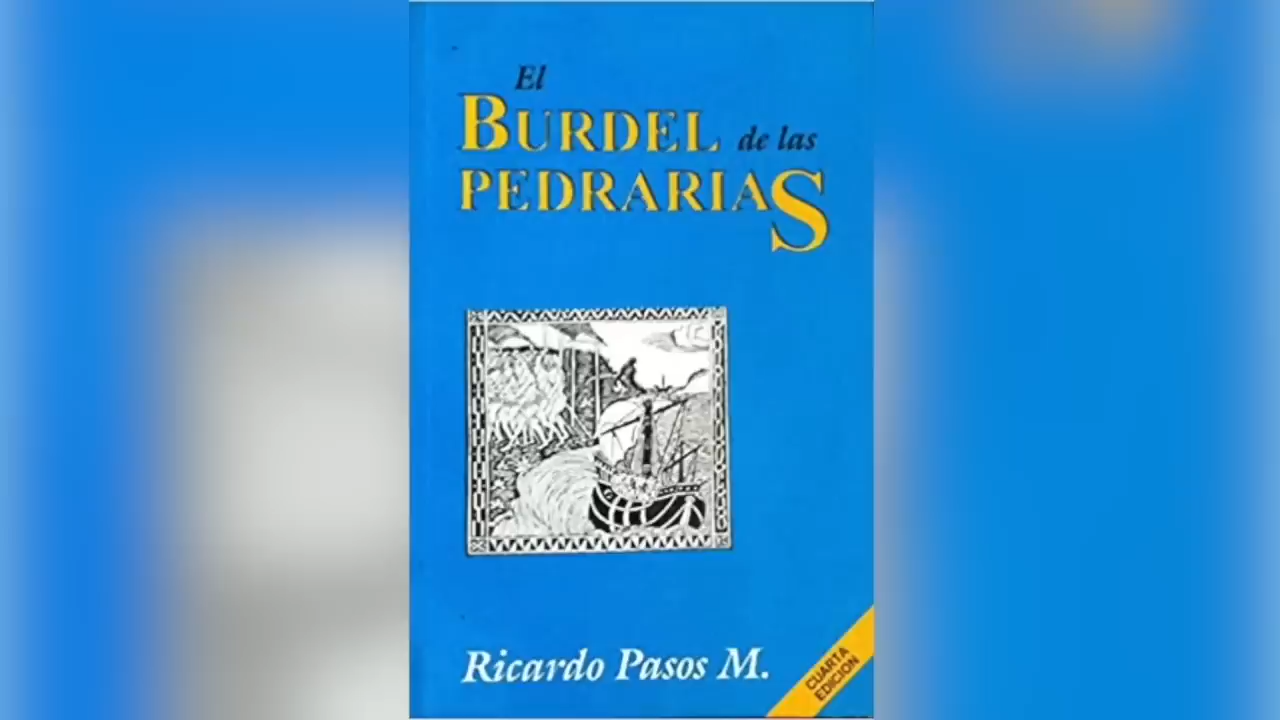 El
BURDEL de las
PEDRARIAS
Ricardo Pasos M.
CUARTA
EDICION